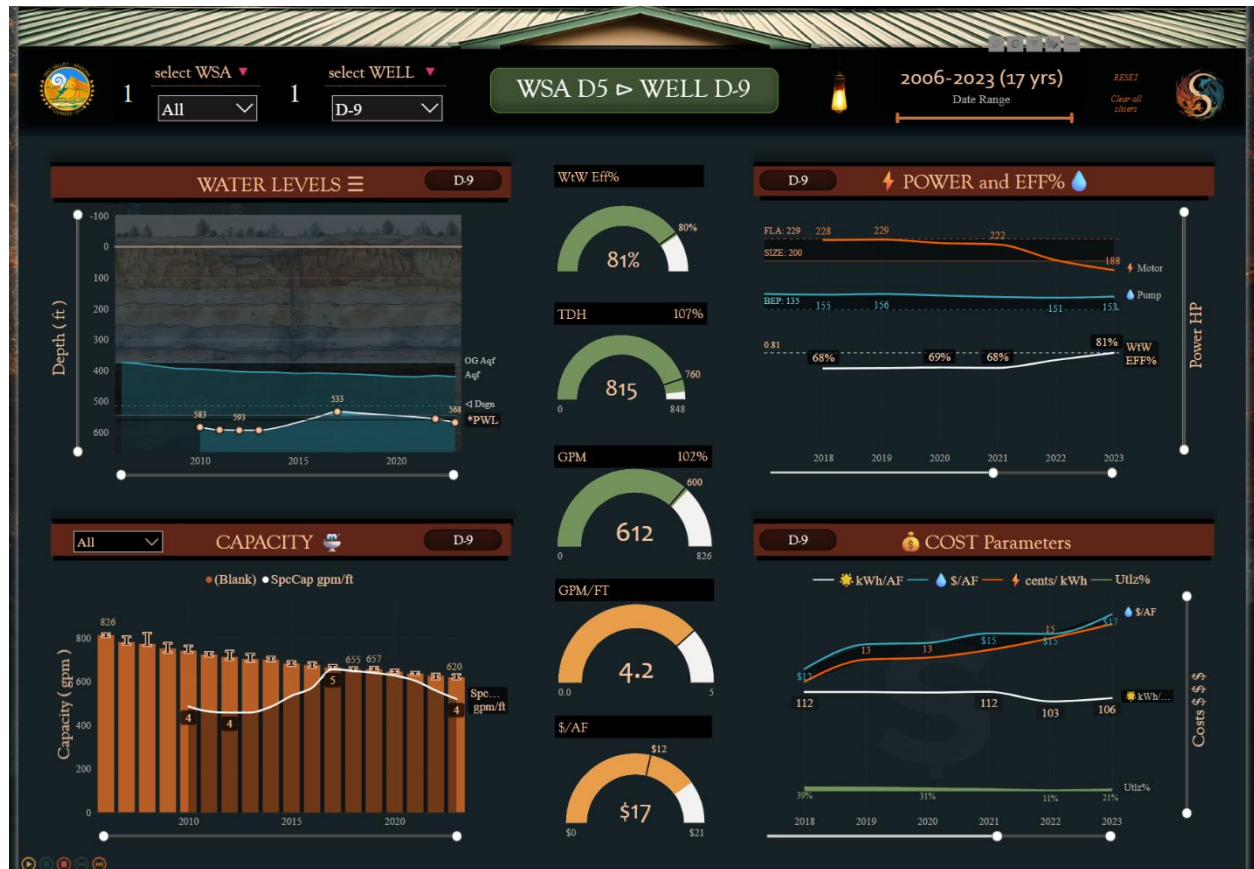 select WSA ▼
1
All
select WELL ▼
1
D-9
WSA D5 ▻ WELL D-9
2006-2023 (17 yrs)
Date Range
RESET
Clear all
slicers
WATER LEVELS ☰
D-9
Depth ( ft )
-100
0
100
200
300
400
500
600
583
593
533
568
OG Aqf
Aqf
◁ Dsgn
*PWL
2010
2015
2020
WtW Eff%
80%
81%
TDH
107%
760
815
0
848
GPM
102%
600
612
0
826
GPM/FT
4.2
0.0
5
$/AF
$12
$17
$0
$21
D-9
⚡ POWER and EFF% 💧
FLA: 229
228
229
222
SIZE: 200
188
⚡ Motor
BEP: 135
155
156
151
153
💧 Pump
0.81
68%
69%
68%
81%
WtW
EFF%
Power HP
2018
2019
2020
2021
2022
2023
All
CAPACITY
D-9
(Blank)
SpcCap gpm/ft
Capacity ( gpm )
826
800
600
400
200
0
655
657
620
4
4
5
4
Spc...
gpm/ft
2010
2015
2020
D-9
💰 COST Parameters
kWh/AF
💧 $/AF
⚡ cents/ kWh
Utlz%
13
13
$15
15
$15
$17
💧 $/AF
112
112
103
106
kWh/...
39%
31%
11%
21%
Utlz%
Costs $ $ $
2018
2019
2020
2021
2022
2023